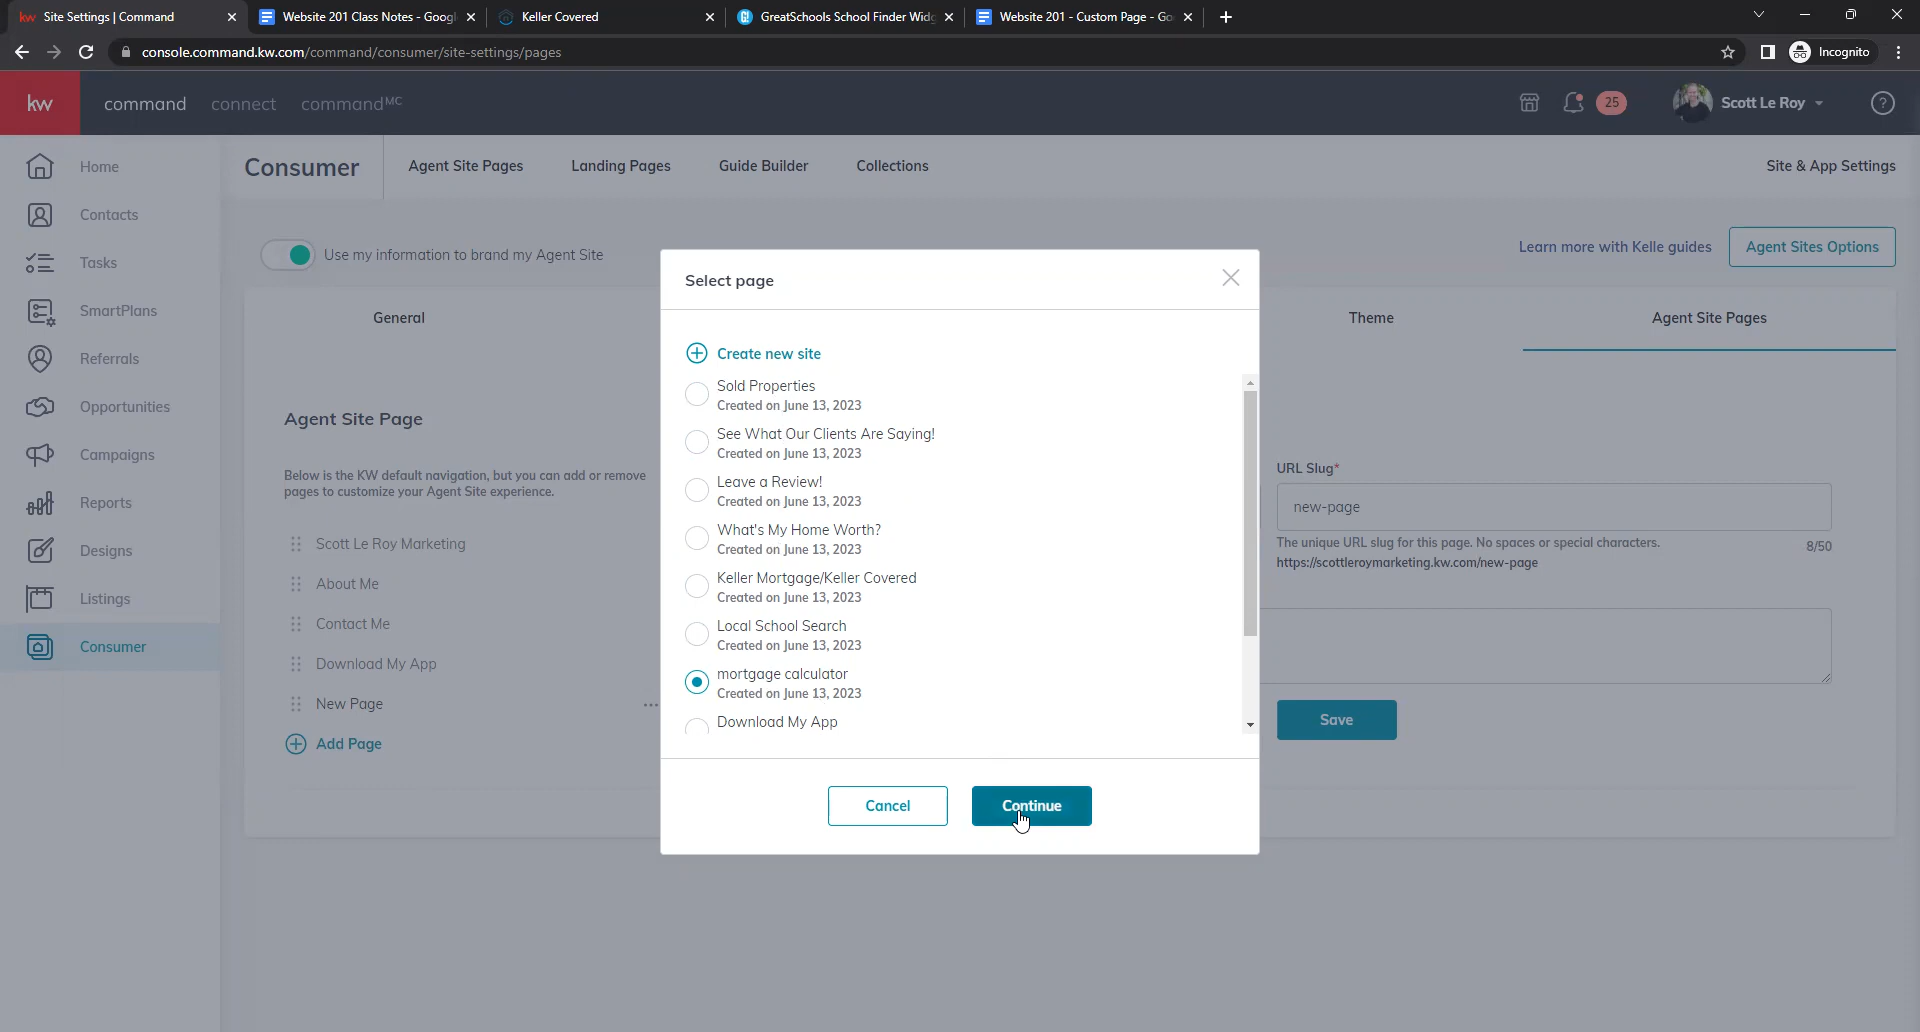 kw Site Settings | Command
Website 201 Class Notes - Googl
Keller Covered
GreatSchools School Finder Widg
Website 201 - Custom Page - Go
console.command.kw.com/command/consumer/site-settings/pages
Incognito
kw
command connect commandMC
25
Scott Le Roy
Home
Contacts
Tasks
SmartPlans
Referrals
Opportunities
Campaigns
Reports
Designs
Listings
Consumer
Consumer
Agent Site Pages
Landing Pages
Guide Builder
Collections
Site & App Settings
Use my information to brand my Agent Site
Learn more with Kelle guides
Agent Sites Options
General
Theme
Agent Site Pages
Agent Site Page
Below is the KW default navigation, but you can add or remove
pages to customize your Agent Site experience.
Scott Le Roy Marketing
About Me
Contact Me
Download My App
New Page
Add Page
Select page
Create new site
Sold Properties
Created on June 13, 2023
See What Our Clients Are Saying!
Created on June 13, 2023
Leave a Review!
Created on June 13, 2023
What's My Home Worth?
Created on June 13, 2023
Keller Mortgage/Keller Covered
Created on June 13, 2023
Local School Search
Created on June 13, 2023
mortgage calculator
Created on June 13, 2023
Download My App
Cancel
Continue
URL Slug*
new-page
The unique URL slug for this page. No spaces or special characters.
8/50
https://scottleroymarketing.kw.com/new-page
Save